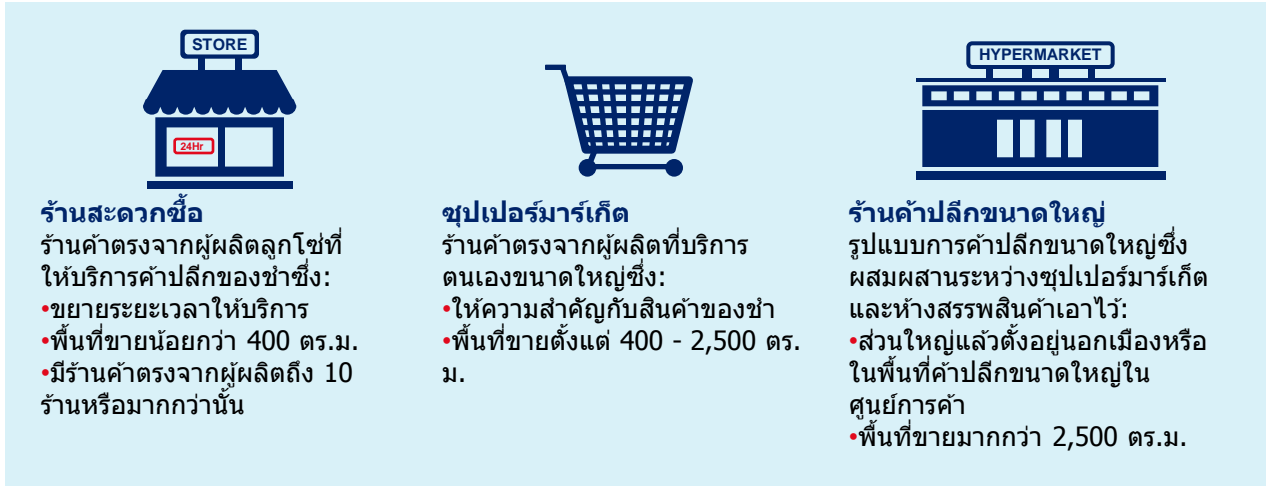 STORE
24Hr
ร้านสะดวกซื้อ
ร้านค้าตรงจากผู้ผลิตลูกโซ่ที่
ให้บริการค้าปลีกของชำซึ่ง:
•ขยายระยะเวลาให้บริการ
•พื้นที่ขายน้อยกว่า 400 ตร.ม.
•มีร้านค้าตรงจากผู้ผลิตถึง 10
ร้านหรือมากกว่านั้น
ซุปเปอร์มาร์เก็ต
ร้านค้าตรงจากผู้ผลิตที่บริการ
ตนเองขนาดใหญ่ซึ่ง:
•ให้ความสำคัญกับสินค้าของชำ
•พื้นที่ขายตั้งแต่ 400 - 2,500 ตร.
ม.
HYPERMARKET
ร้านค้าปลีกขนาดใหญ่
รูปแบบการค้าปลีกขนาดใหญ่ซึ่ง
ผสมผสานระหว่างซุปเปอร์มาร์เก็ต
และห้างสรรพสินค้าเอาไว้:
•ส่วนใหญ่แล้วตั้งอยู่นอกเมืองหรือ
ในพื้นที่ค้าปลีกขนาดใหญ่ใน
ศูนย์การค้า
•พื้นที่ขายมากกว่า 2,500 ตร.ม.